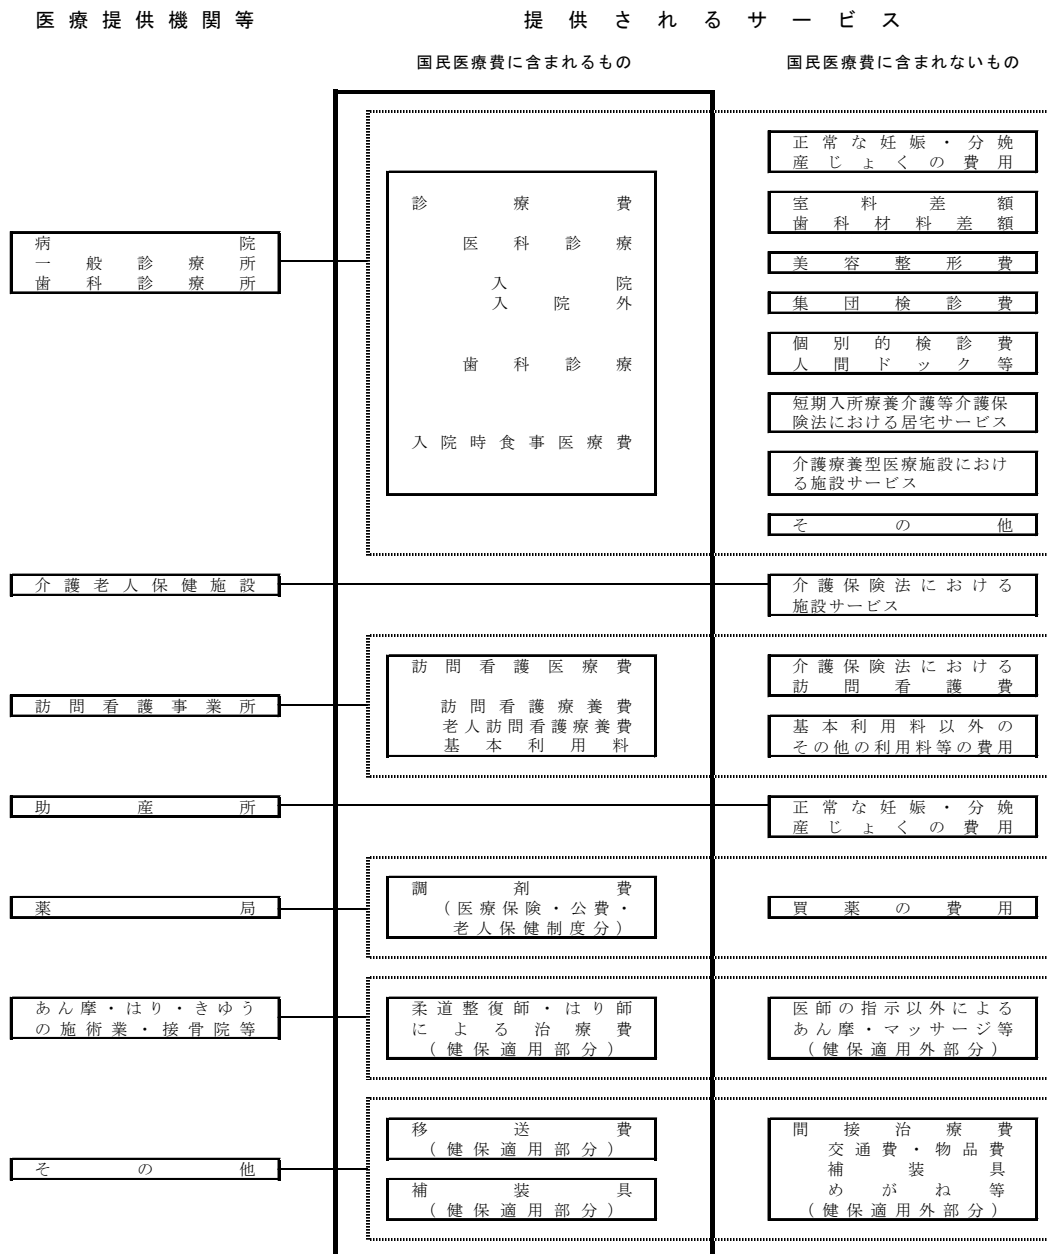 医療提供機関等
提供されるサービス
国民医療費に含まれるもの
国民医療費に含まれないもの
病院
一般診療所
歯科診療所
診療費
医科診療
入院
入院外
歯科診療
入院時食事医療費
正常な妊娠・分娩
産じょくの費用
室料差額
歯科材料差額
美容整形費
集団検診費
個別的検診費
人間ドック等
短期入所療養介護等介護保
険法における居宅サービス
介護療養型医療施設におけ
る施設サービス
その他
介護老人保健施設
介護保険法における
施設サービス
訪問看護事業所
訪問看護医療費
訪問看護療養費
老人訪問看護療養費
基本利用料
介護保険法における
訪問看護費
基本利用料以外の
その他の利用料等の費用
助産所
正常な妊娠・分娩
産じょくの費用
薬局
調剤費
（医療保険・公費・
老人保健制度分）
買薬の費用
あん摩・はり・きゆう
の施術業・接骨院等
柔道整復師・はり師
による治療費
（健保適用部分）
医師の指示以外による
あん摩・マッサージ等
（健保適用外部分）
その他
移送費
（健保適用部分）
補装具
（健保適用部分）
間接治療費
交通費・物品費
補装具
めがね等
（健保適用外部分）